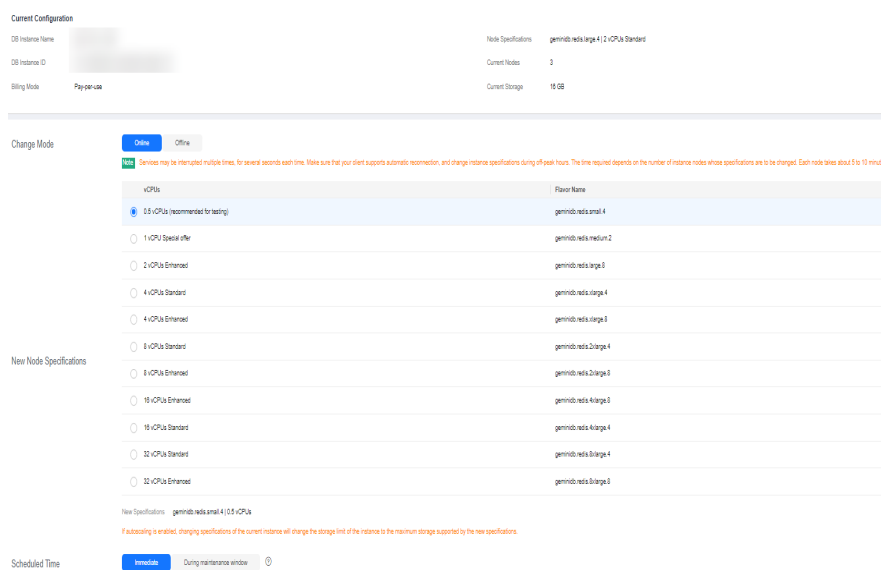 Current Configuration
DB Instance Name
Node Specifications geminidb.redis.large.4 | 2 vCPUs Standard
DB Instance ID
Current Nodes 3
Billing Mode Pay-per-use
Current Storage 16 GB
Change Mode Online Offline
Note Services may be interrupted multiple times, for several seconds each time. Make sure that your client supports automatic reconnection, and change instance specifications during off-peak hours. The time required depends on the number of instance nodes whose specifications are to be changed. Each node takes about 5 to 10 minut
vCPUs Flavor Name
0.5 vCPUs (recommended for testing) geminidb.redis.small.4
1 vCPU Special offer geminidb.redis.medium.2
2 vCPUs Enhanced geminidb.redis.large.8
4 vCPUs Standard geminidb.redis.xlarge.4
4 vCPUs Enhanced geminidb.redis.xlarge.8
8 vCPUs Standard geminidb.redis.2xlarge.4
New Node Specifications
8 vCPUs Enhanced geminidb.redis.2xlarge.8
16 vCPUs Enhanced geminidb.redis.4xlarge.8
16 vCPUs Standard geminidb.redis.4xlarge.4
32 vCPUs Standard geminidb.redis.8xlarge.4
32 vCPUs Enhanced geminidb.redis.8xlarge.8
New Specifications geminidb.redis.small.4 | 0.5 vCPUs
If autoscaling is enabled, changing specifications of the current instance will change the storage limit of the instance to the maximum storage supported by the new specifications.
Scheduled Time Immediate During maintenance window ?